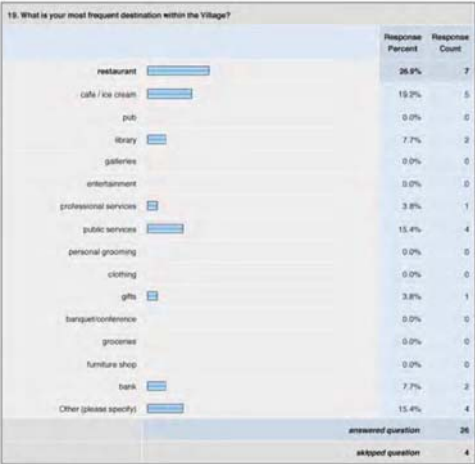 19. What is your most frequent destination within the Village?
Response Percent Response Count
restaurant 26.9% 7
cafe / ice cream 19.2% 5
pub 0.0% 0
library 7.7% 2
galleries 0.0% 0
entertainment 0.0% 0
professional services 3.8% 1
public services 15.4% 4
personal grooming 0.0% 0
clothing 0.0% 0
gifts 3.8% 1
banquet/conference 0.0% 0
groceries 0.0% 0
furniture shop 0.0% 0
bank 7.7% 2
Other (please specify) 15.4% 4
answered question 26
skipped question 4